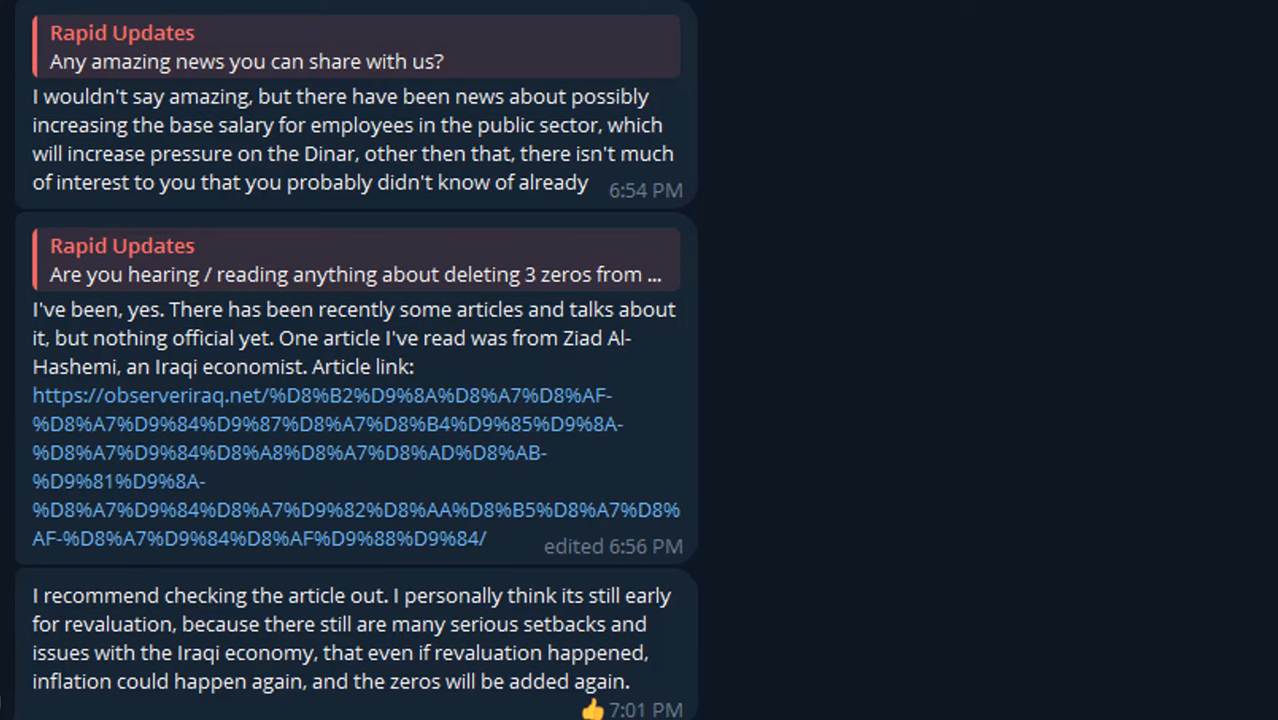 Rapid Updates
Any amazing news you can share with us?
I wouldn't say amazing, but there have been news about possibly
increasing the base salary for employees in the public sector, which
will increase pressure on the Dinar, other then that, there isn't much
of interest to you that you probably didn't know of already
6:54 PM
Rapid Updates
Are you hearing / reading anything about deleting 3 zeros from ...
I've been, yes. There has been recently some articles and talks about
it, but nothing official yet. One article I've read was from Ziad Al-
Hashemi, an Iraqi economist. Article link:
https://observeriraq.net/%D8%B2%D9%8A%D8%A7%D8%AF-
%D8%A7%D9%84%D9%87%D8%A7%D8%B4%D9%85%D9%8A-
%D8%A7%D9%84%D8%A8%D8%A7%D8%AD%D8%AB-
%D9%81%D9%8A-
%D8%A7%D9%84%D8%A7%D9%82%D8%AA%D8%B5%D8%A7%D8%
AF-%D8%A7%D9%84%D8%AF%D9%88%D9%84/
edited 6:56 PM
I recommend checking the article out. I personally think its still early
for revaluation, because there still are many serious setbacks and
issues with the Iraqi economy, that even if revaluation happened,
inflation could happen again, and the zeros will be added again.
👍 7:01 PM